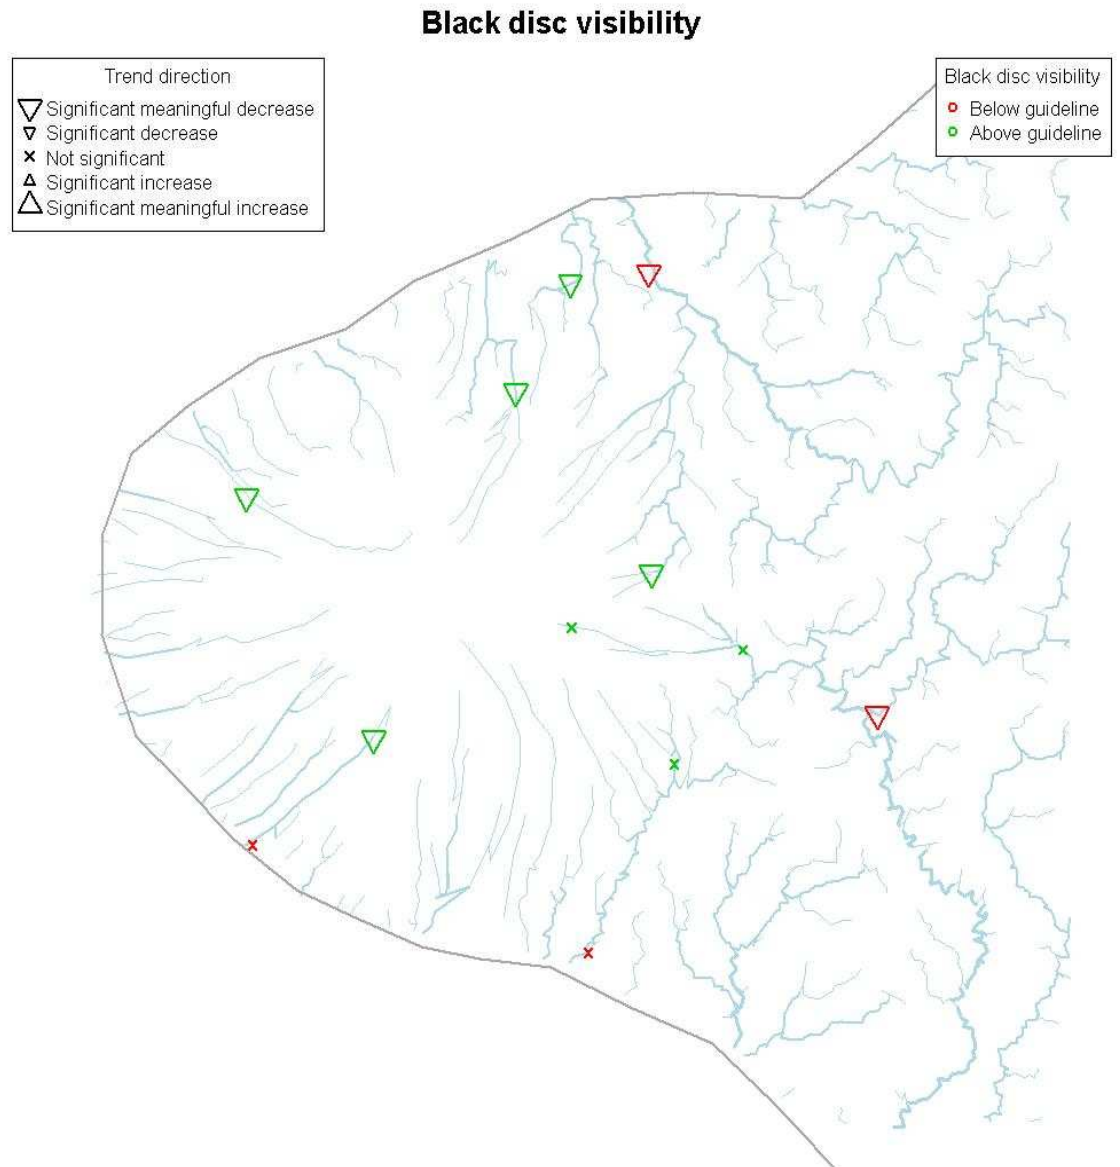 Black disc visibility
Trend direction
Significant meaningful decrease
Significant decrease
Not significant
Significant increase
Significant meaningful increase
Black disc visibility
Below guideline
Above guideline